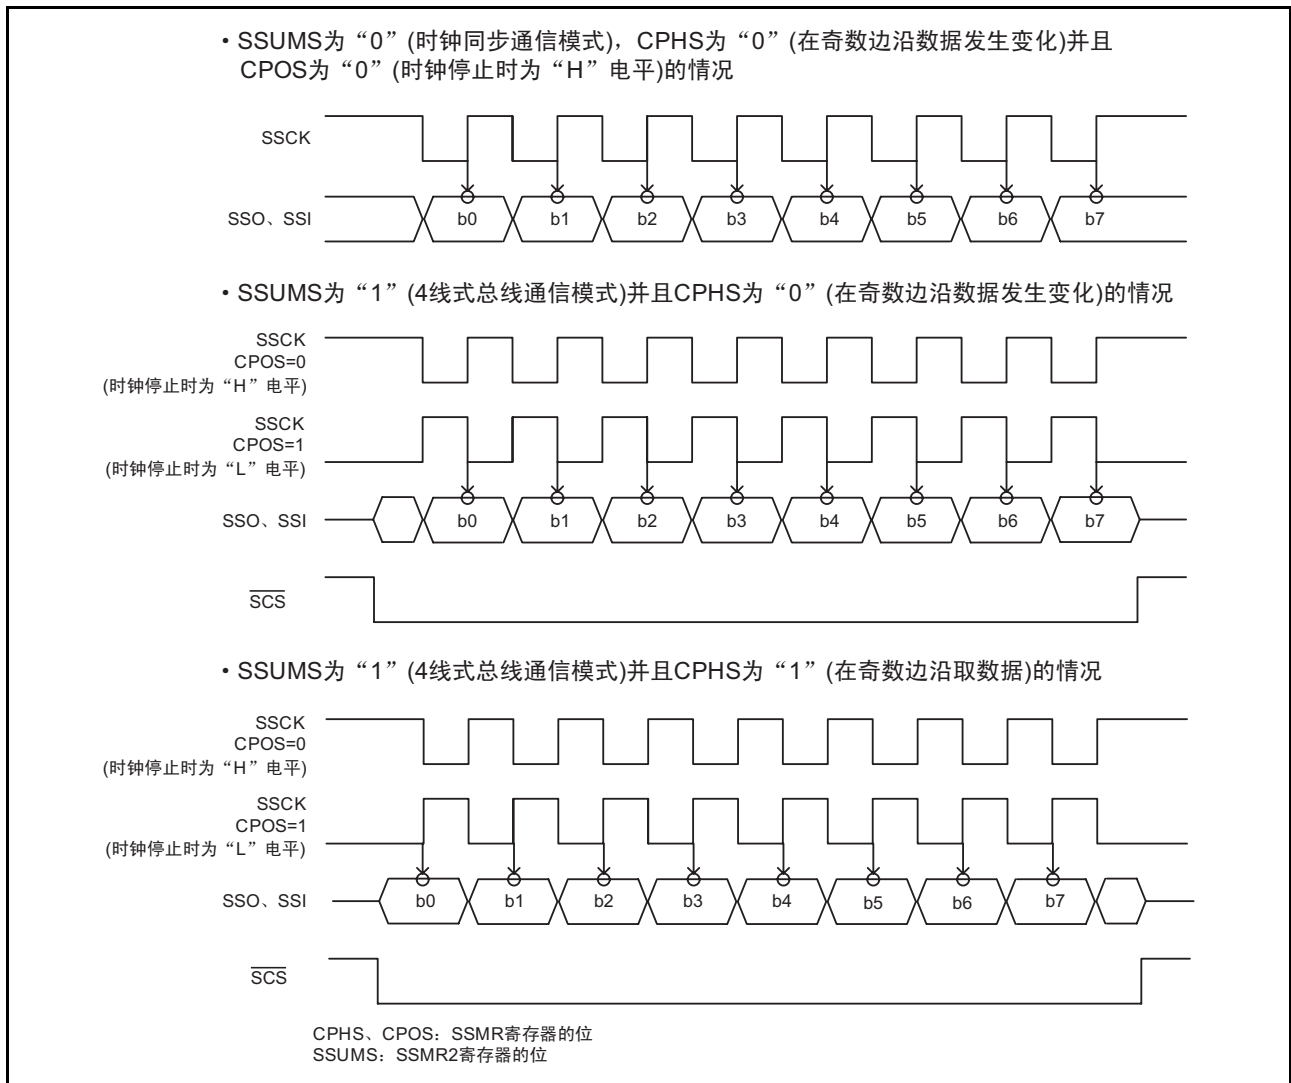 • SSUMS为“0”(时钟同步通信模式)，CPHS为“0”(在奇数边沿数据发生变化)并且
CPOS为“0”(时钟停止时为“H”电平)的情况
SSCK
SSO、SSI
b0 b1 b2 b3 b4 b5 b6 b7
• SSUMS为“1”(4线式总线通信模式)并且CPHS为“0”(在奇数边沿数据发生变化)的情况
SSCK
CPOS=0
(时钟停止时为“H”电平)
SSCK
CPOS=1
(时钟停止时为“L”电平)
SSO、SSI
b0 b1 b2 b3 b4 b5 b6 b7
SCS
• SSUMS为“1”(4线式总线通信模式)并且CPHS为“1”(在奇数边沿取数据)的情况
SSCK
CPOS=0
(时钟停止时为“H”电平)
SSCK
CPOS=1
(时钟停止时为“L”电平)
SSO、SSI
b0 b1 b2 b3 b4 b5 b6 b7
SCS
CPHS、CPOS：SSMR寄存器的位
SSUMS：SSMR2寄存器的位